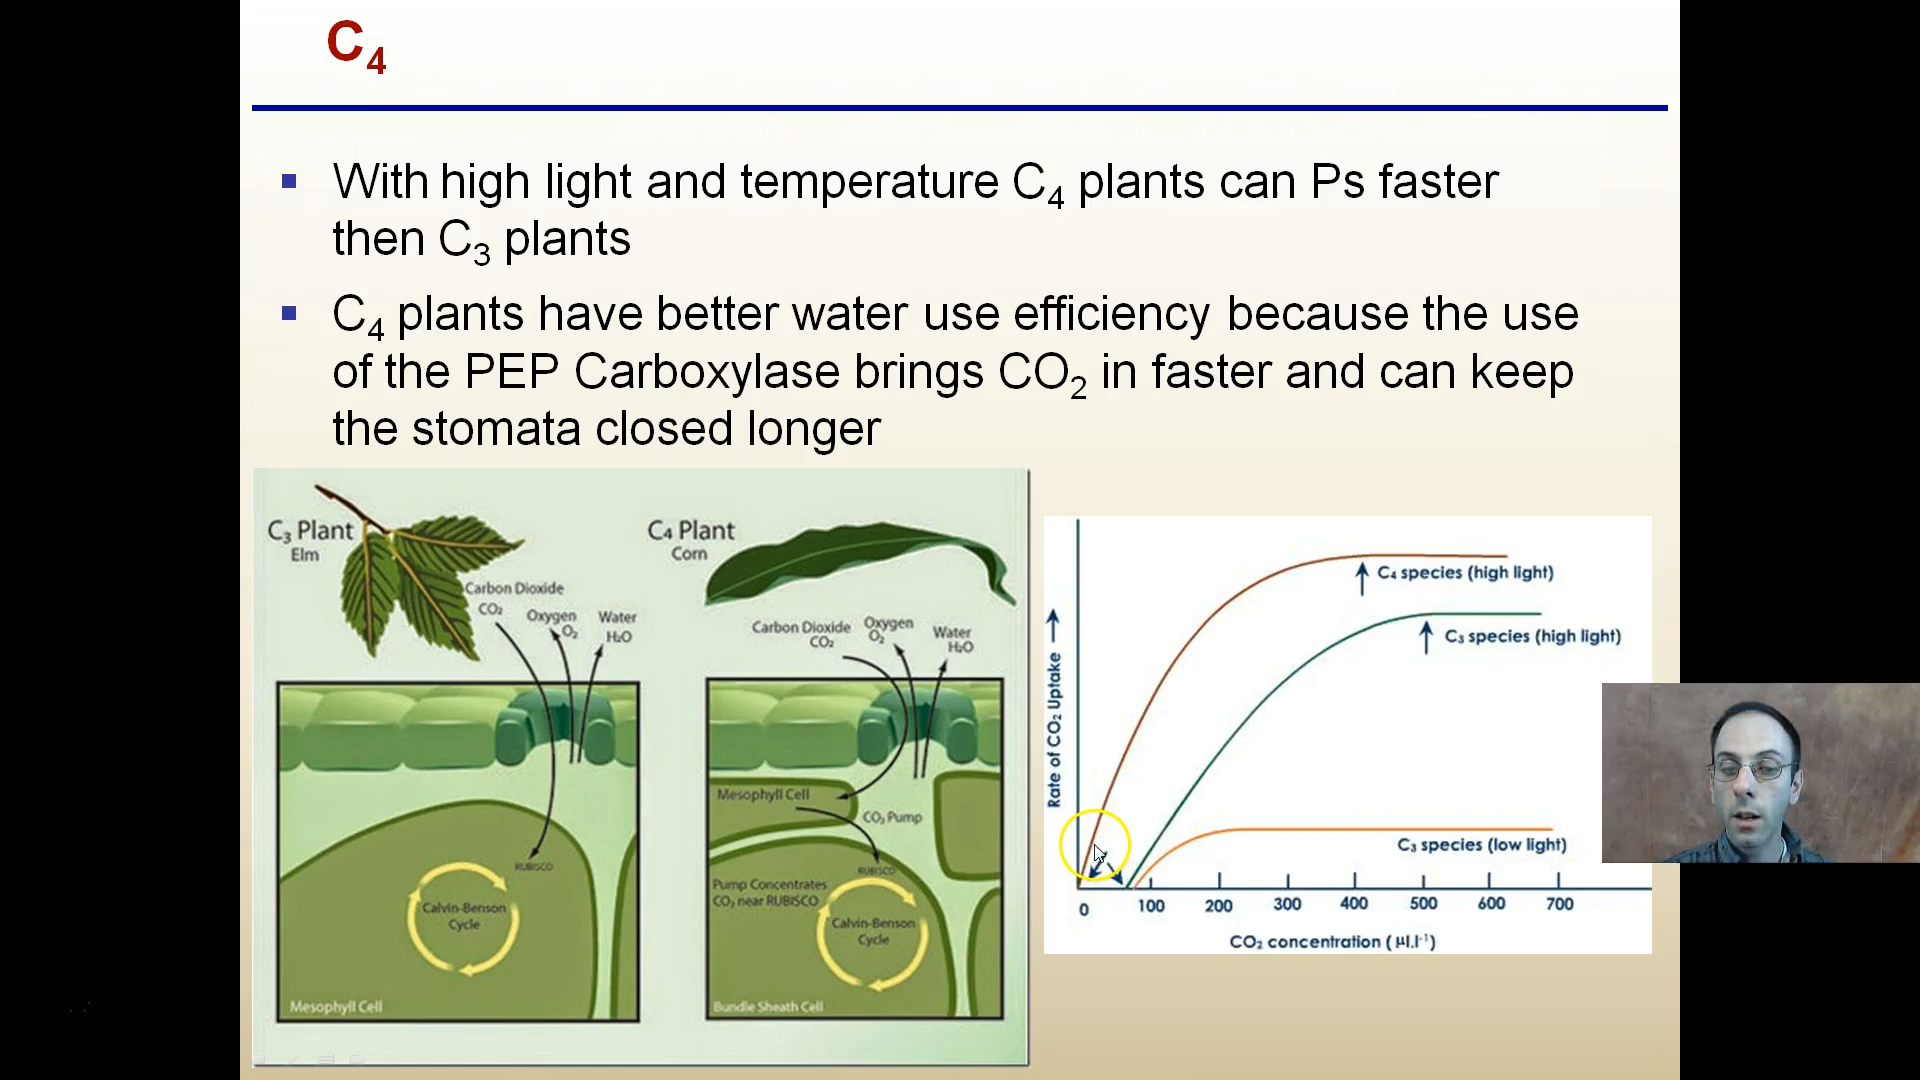 C4
With high light and temperature C4 plants can Ps faster
then C3 plants
C4 plants have better water use efficiency because the use
of the PEP Carboxylase brings CO2 in faster and can keep
the stomata closed longer
C3 Plant
Elm
Carbon Dioxide
CO2
Oxygen
O2
Water
H2O
RUBISCO
Calvin-Benson
Cycle
Mesophyll Cell
C4 Plant
Corn
Carbon Dioxide
CO2
Oxygen
O2
Water
H2O
Mesophyll Cell
CO2 Pump
RUBISCO
Pump Concentrates
CO2 near RUBISCO
Calvin-Benson
Cycle
Bundle Sheath Cell
Rate of CO2 Uptake
C4 species (high light)
C3 species (high light)
C3 species (low light)
0 100 200 300 400 500 600 700
CO2 concentration (µl.l-1)